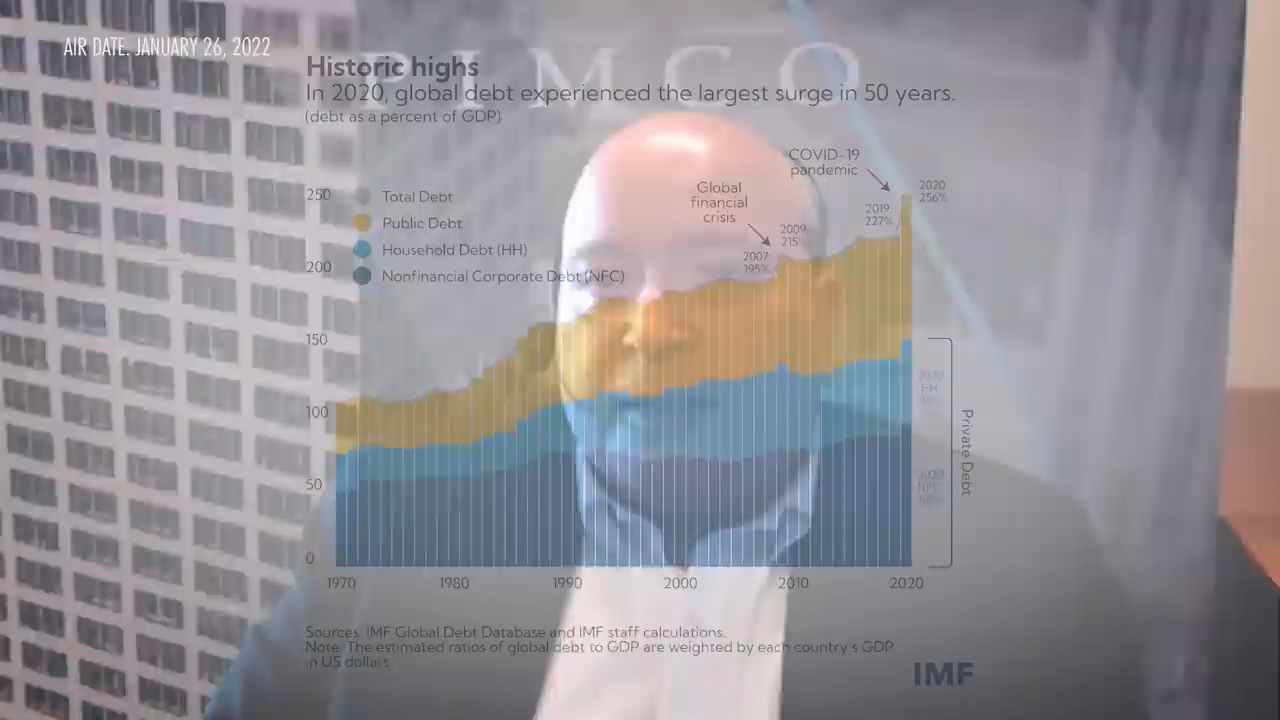 AIR DATE. JANUARY 26, 2022
PIMCO
Historic highs
In 2020, global debt experienced the largest surge in 50 years.
(debt as a percent of GDP)
COVID-19
pandemic
Global
financial
crisis
2020
256%
2019:
227%
2009
215
2007:
195%
250
200
150
100
50
0
Total Debt
Public Debt
Household Debt (HH)
Nonfinancial Corporate Debt (NFC)
2020
HH
2020
NFC
Private Debt
1970
1980
1990
2000
2010
2020
Sources: IMF Global Debt Database and IMF staff calculations.
Note: The estimated ratios of global debt to GDP are weighted by each country's GDP
in US dollars.
IMF